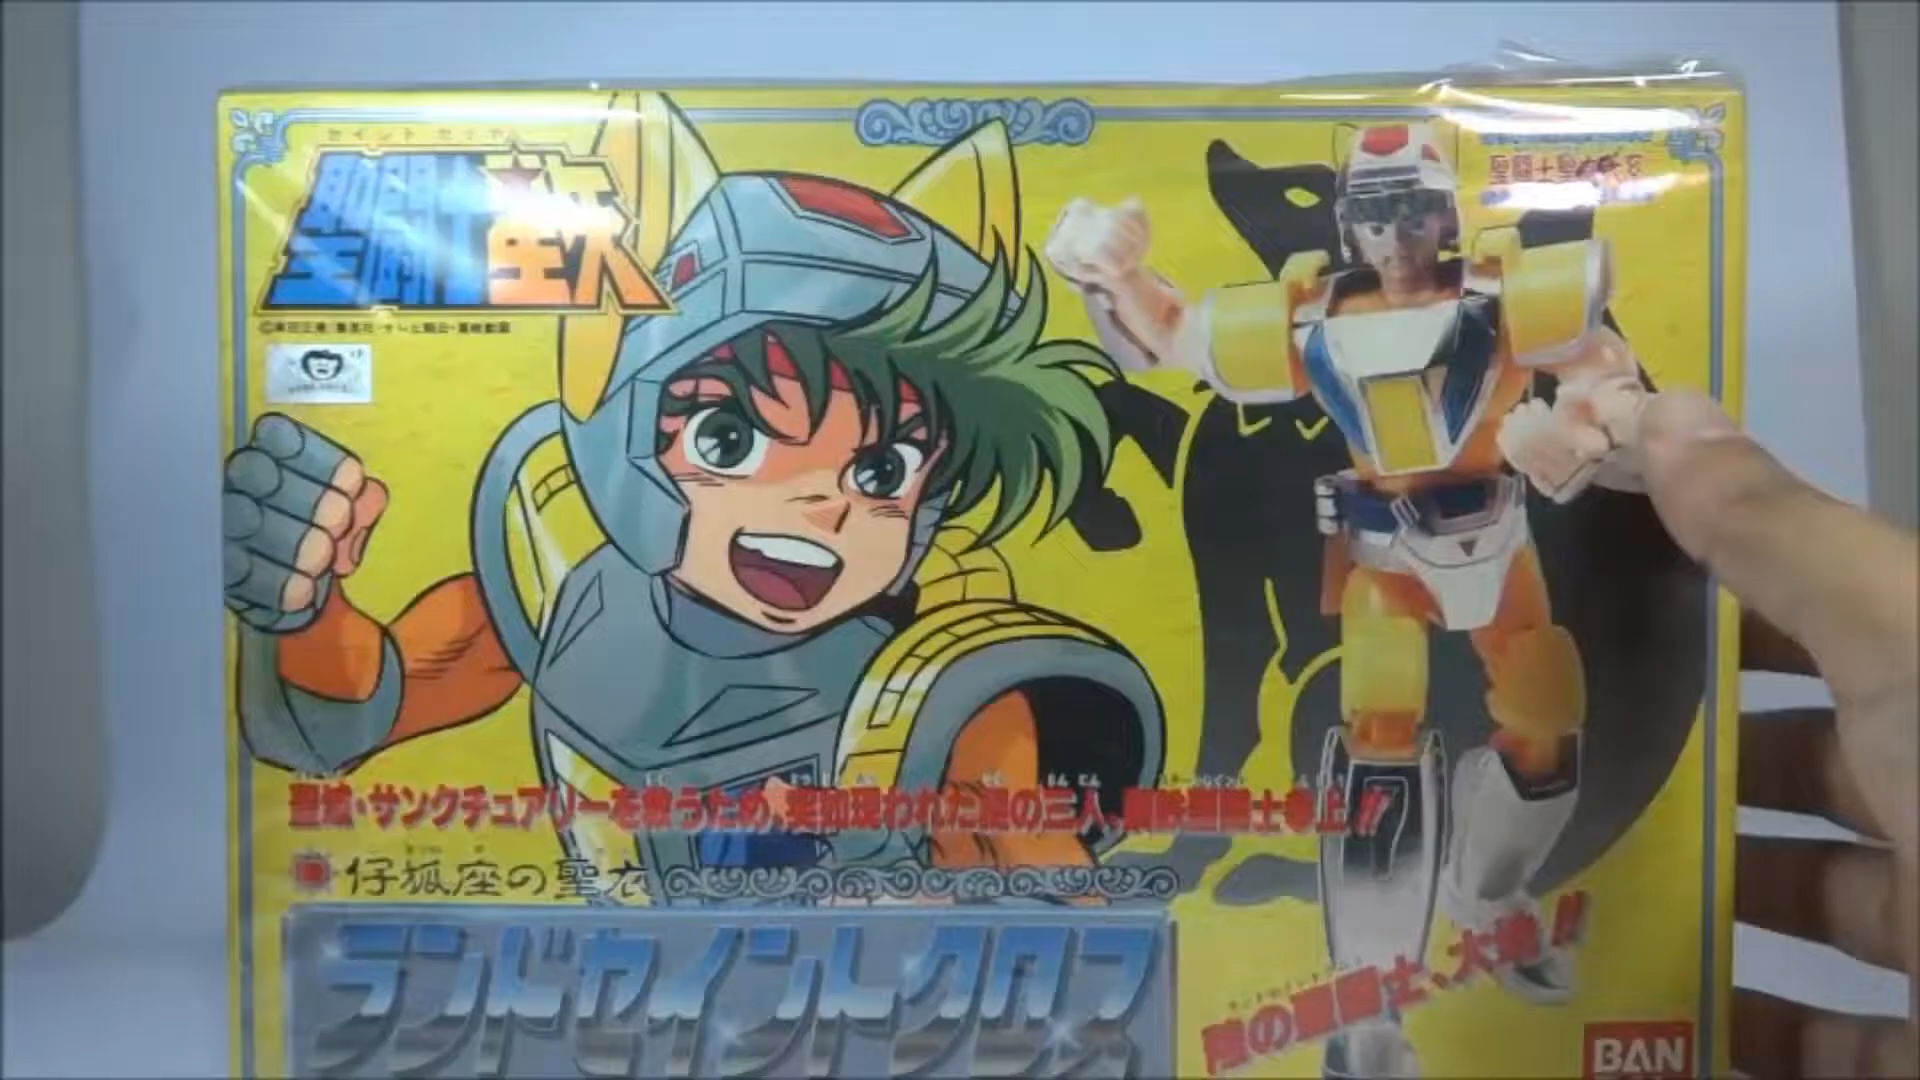 セイント セイヤ
聖闘士星矢
聖域・サンクチュアリーを救うため、突如現われた謎の三人、鋼鉄聖闘士参上!!
仔狐座の聖衣
ランドセイントクロス
陸の聖闘士、大地!!
BAN